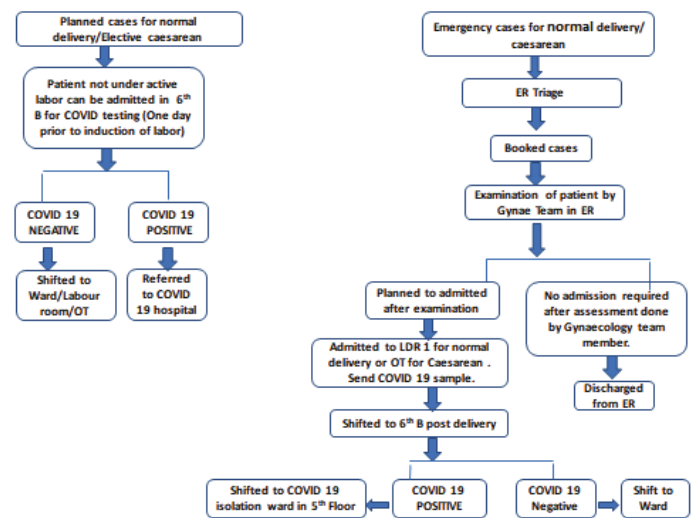 Planned cases for normal
delivery/Elective caesarean
Patient not under active
labor can be admitted in 6th
B for COVID testing (One day
prior to induction of labor)
COVID 19
NEGATIVE
COVID 19
POSITIVE
Shifted to
Ward/Labour
room/OT
Referred
to COVID
19 hospital
Emergency cases for normal delivery/
caesarean
ER Triage
Booked cases
Examination of patient by
Gynae Team in ER
Planned to admitted
after examination
No admission required
after assessment done
by Gynaecology team
member.
Admitted to LDR 1 for normal
delivery or OT for Caesarean .
Send COVID 19 sample.
Discharged
from ER
Shifted to 6th B post delivery
Shifted to COVID 19
isolation ward in 5th Floor
COVID 19
POSITIVE
COVID 19
Negative
Shift to
Ward